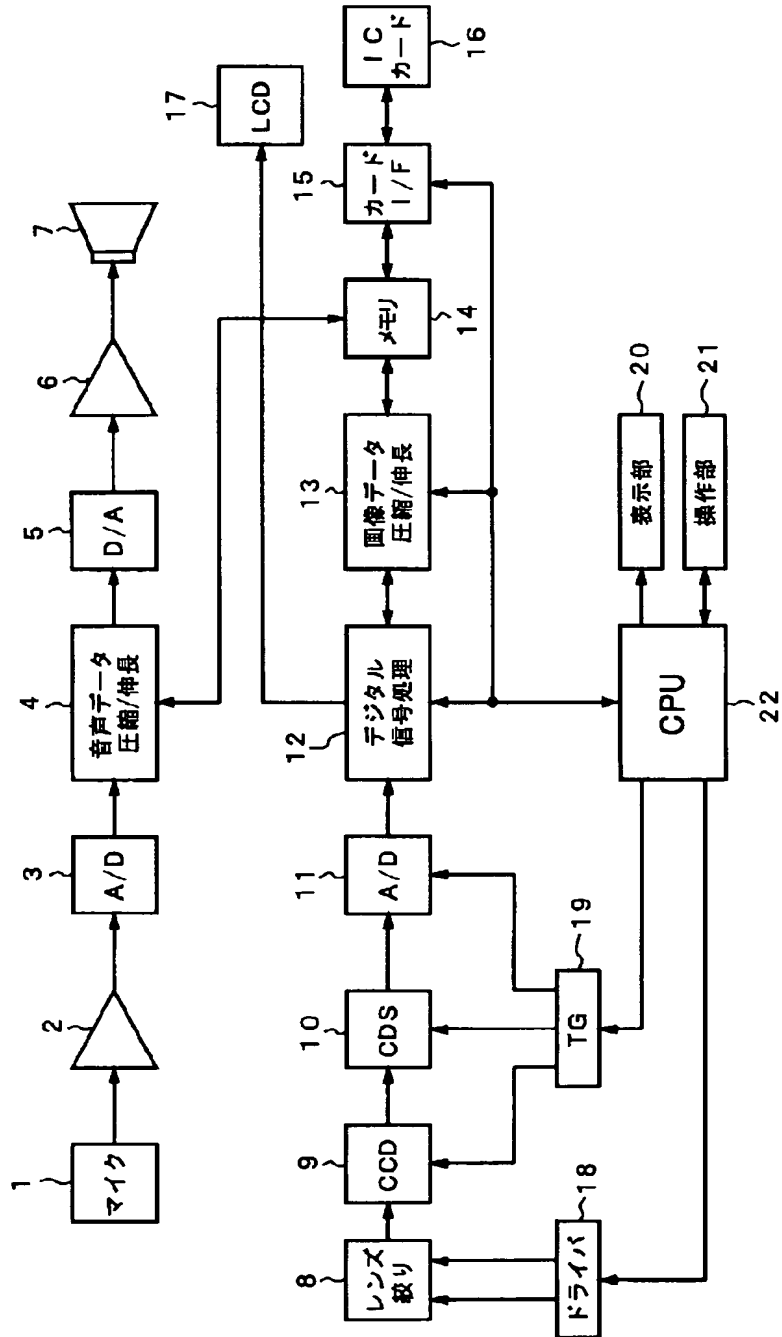 1
マイク
2
3
A/D
4
音声データ
圧縮/伸長
5
D/A
6
7
8
レンズ
絞り
9
CCD
10
CDS
11
A/D
12
デジタル
信号処理
13
画像データ
圧縮/伸長
14
メモリ
15
カード
I/F
16
IC
カード
17
LCD
18
ドライバ
19
TG
20
表示部
21
操作部
22
CPU